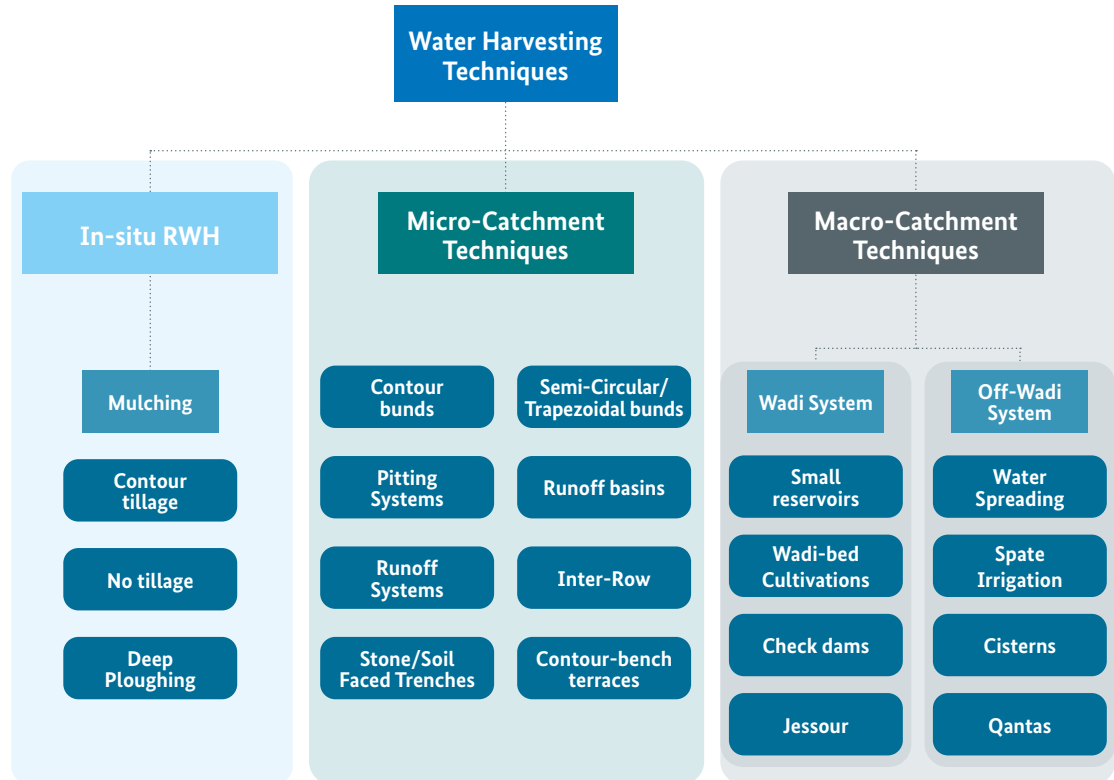 Water Harvesting
Techniques
In-situ RWH
Mulching
Contour
tillage
No tillage
Deep
Ploughing
Micro-Catchment
Techniques
Contour
bunds
Semi-Circular/
Trapezoidal bunds
Pitting
Systems
Runoff basins
Runoff
Systems
Inter-Row
Stone/Soil
Faced Trenches
Contour-bench
terraces
Macro-Catchment
Techniques
Wadi System
Small
reservoirs
Wadi-bed
Cultivations
Check dams
Jessour
Off-Wadi
System
Water
Spreading
Spate
Irrigation
Cisterns
Qantas